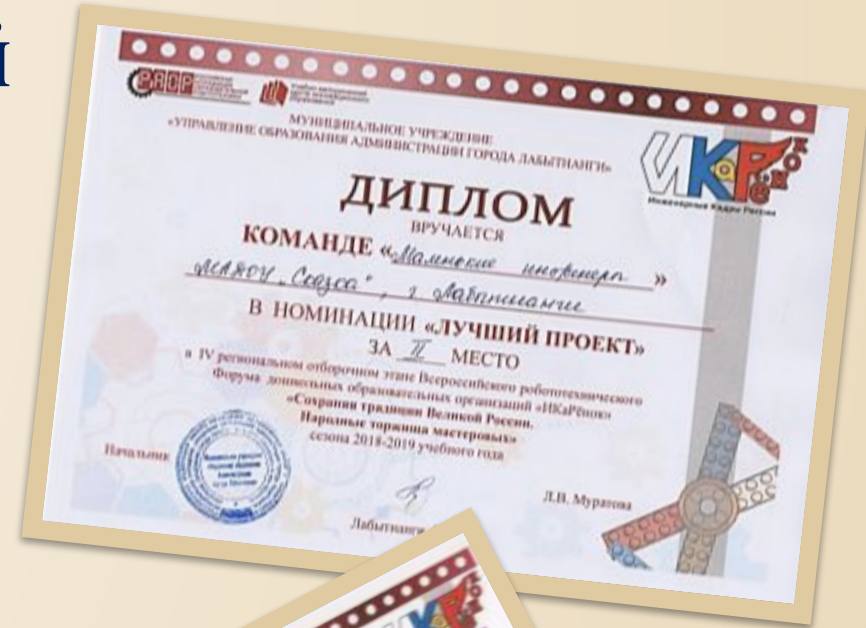 Й
РАОР
МУНИЦИПАЛЬНОЕ УЧРЕЖДЕНИЕ
«УПРАВЛЕНИЕ ОБРАЗОВАНИЯ АДМИНИСТРАЦИИ ГОРОДА ЛАБЫТНАНГИ»
ИКаРёнок
Инженерные Кадры России
ДИПЛОМ
ВРУЧАЕТСЯ
КОМАНДЕ «Маленькие инженеры»
г Лабытнанги
В НОМИНАЦИИ «ЛУЧШИЙ ПРОЕКТ»
ЗА II МЕСТО
в IV региональном отборочном этапе Всероссийского робототехнического
Форума дошкольных образовательных организаций «ИКаРёнок»
«Сохраняя традиции Великой России.
Народные торжища мастеровых»
сезона 2018-2019 учебного года
Начальник
Л.В. Муратова
Лабытнанги